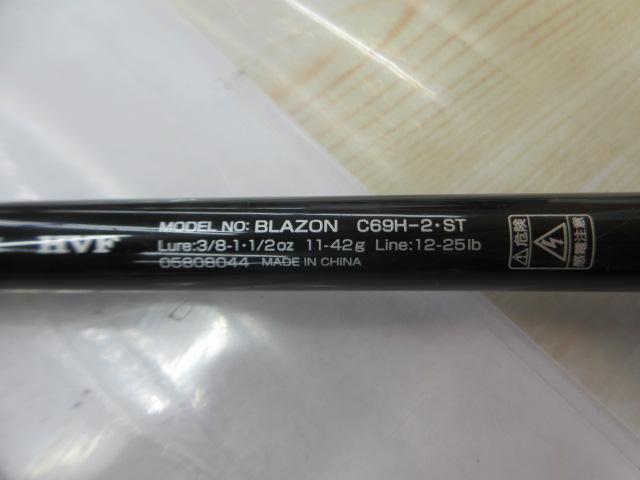 HVF
MODEL NO: BLAZON C69H-2・ST
Lure:3/8-1-1/2oz 11-42g Line:12-25lb
05808044 MADE IN CHINA
危険
感電注意